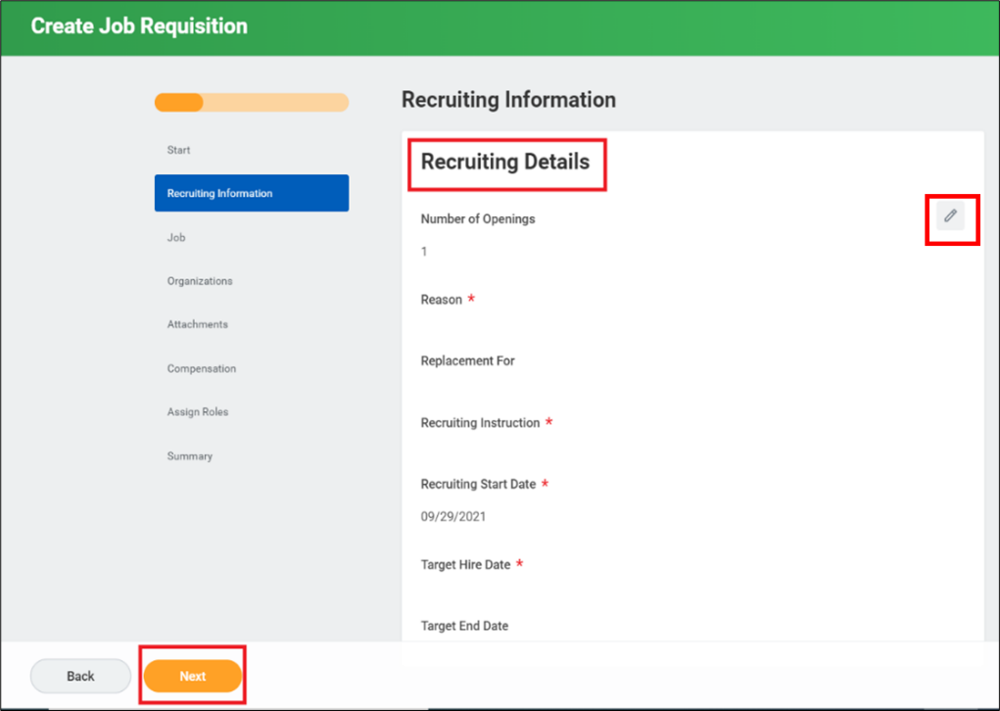 Create Job Requisition
Start
Recruiting Information
Job
Organizations
Attachments
Compensation
Assign Roles
Summary
Recruiting Information
Recruiting Details
Number of Openings
1
Reason *
Replacement For
Recruiting Instruction *
Recruiting Start Date *
09/29/2021
Target Hire Date *
Target End Date
Back
Next